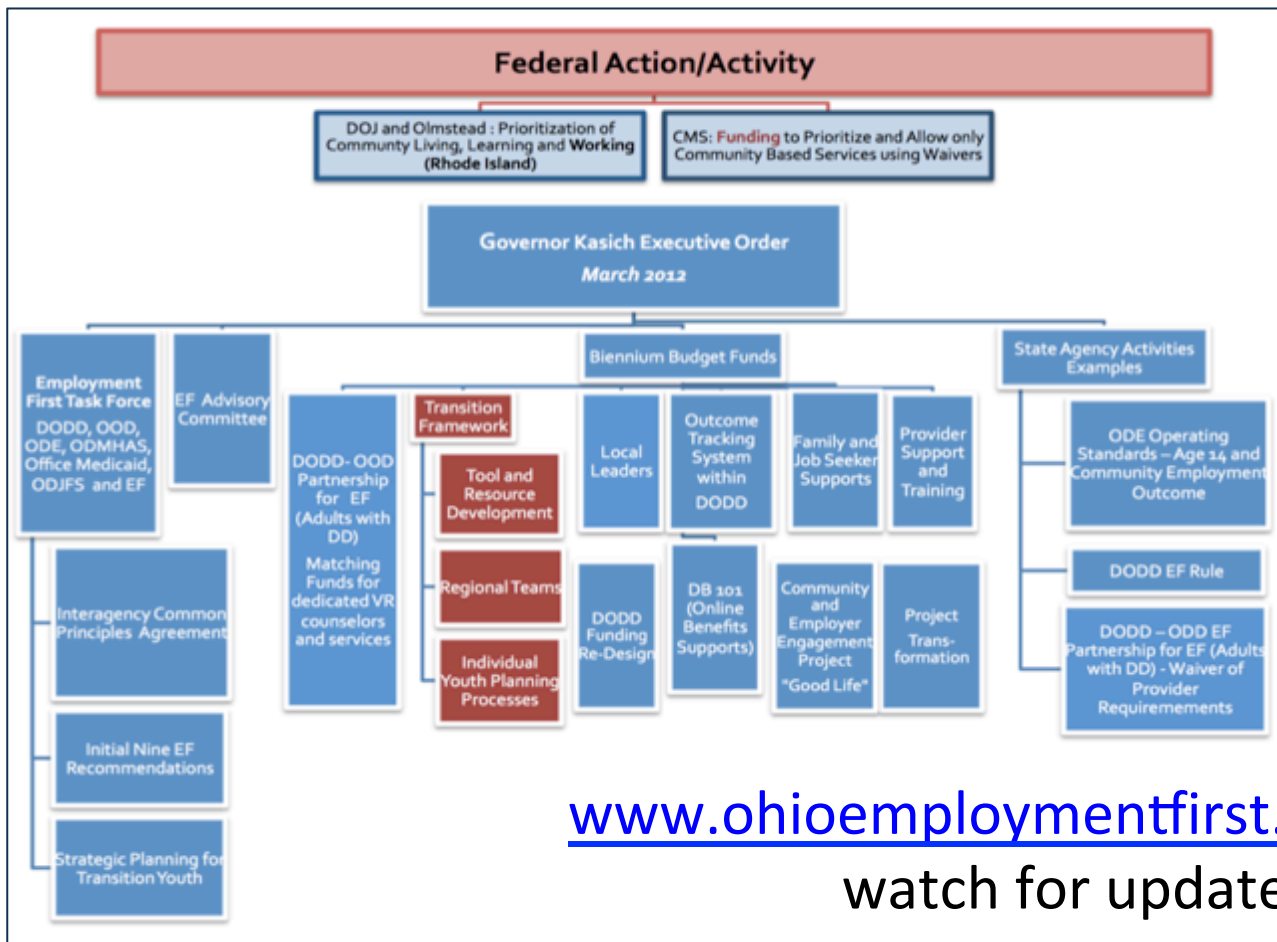 Federal Action/Activity
DOJ and Olmstead : Prioritization of
Communty Living, Learning and Working
(Rhode Island)
CMS: Funding to Prioritize and Allow only
Community Based Services using Waivers
Governor Kasich Executive Order
March 2012
Employment
First Task Force
DODD, OOD,
ODE, ODMHAS,
Office Medicaid,
ODJFS and EF
EF Advisory
Committee
Biennium Budget Funds
State Agency Activities
Examples
Interagency Common
Principles Agreement
Initial Nine EF
Recommendations
Strategic Planning for
Transition Youth
DODD- OOD
Partnership
for EF
(Adults with
DD)
Matching
Funds for
dedicated VR
counselors
and services
Transition
Framework
Tool and
Resource
Development
Regional Teams
Individual
Youth Planning
Processes
Local
Leaders
Outcome
Tracking
System
within
DODD
Family and
Job Seeker
Supports
Provider
Support
and
Training
DODD
Funding
Re-Design
DB 101
(Online
Benefits
Supports)
Community
and
Employer
Engagement
Project
"Good Life"
Project
Trans-
formation
ODE Operating
Standards – Age 14 and
Community Employment
Outcome
DODD EF Rule
DODD – ODD EF
Partnership for EF (Adults
with DD) - Waiver of
Provider
Requiremements
www.ohioemploymentfirst.
watch for update